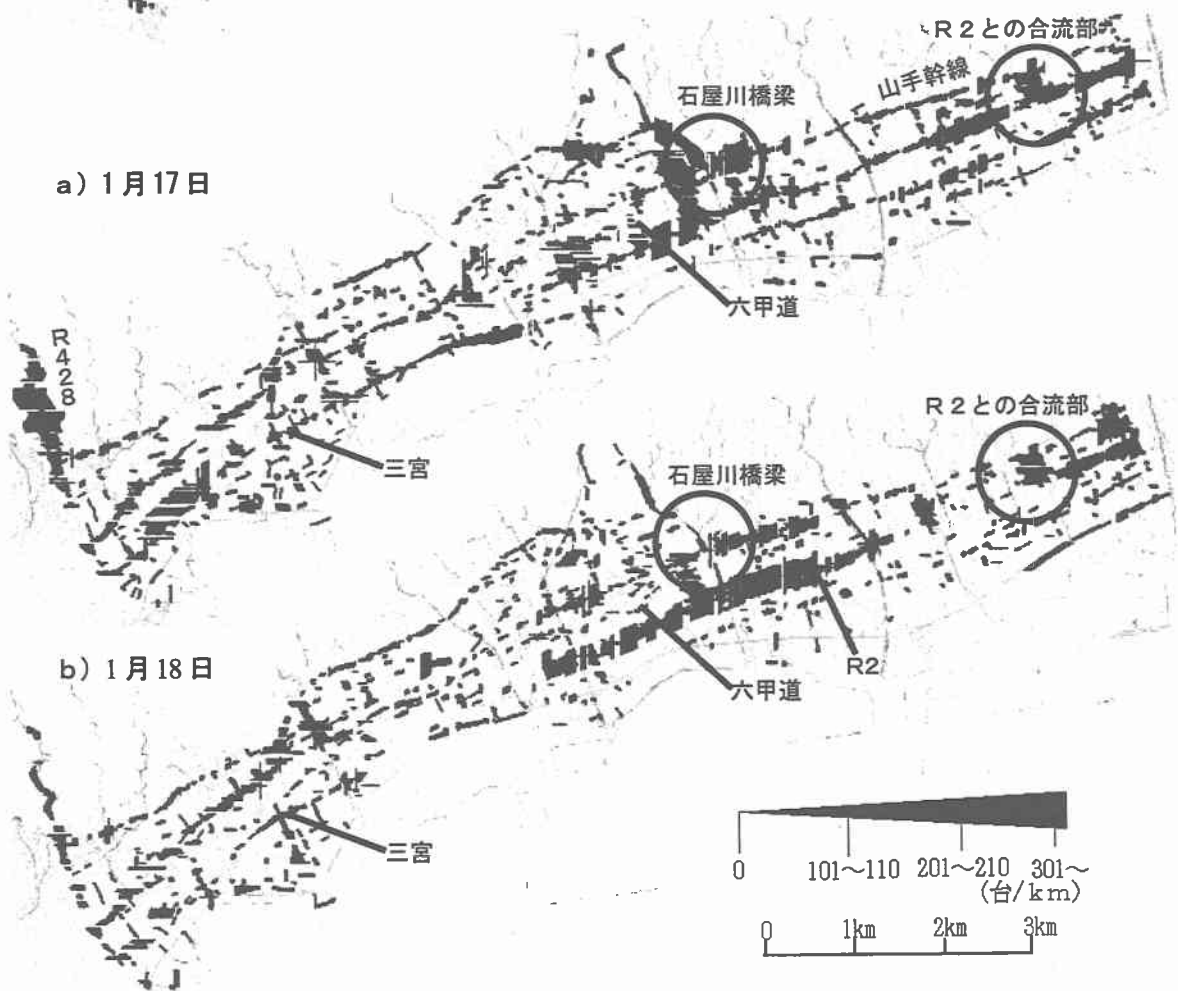 R2との合流部
山手幹線
石屋川橋梁
a) 1月17日
六甲道
R428
三宮
R2との合流部
石屋川橋梁
b) 1月18日
六甲道
R2
三宮
0 101~110 201~210 301~
(台/km)
0 1km 2km 3km